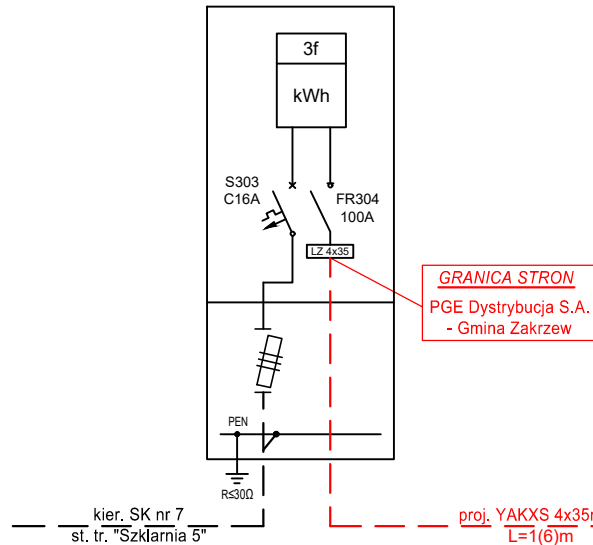 3f
kWh
S303
C16A
FR304
100A
LZ 4x35
GRANICA STRON
PGE Dystrybucja S.A.
- Gmina Zakrzew
PEN
R≤30Ω
kier. SK nr 7
st. tr. "Szklarnia 5"
proj. YAKXS 4x35
L=1(6)m